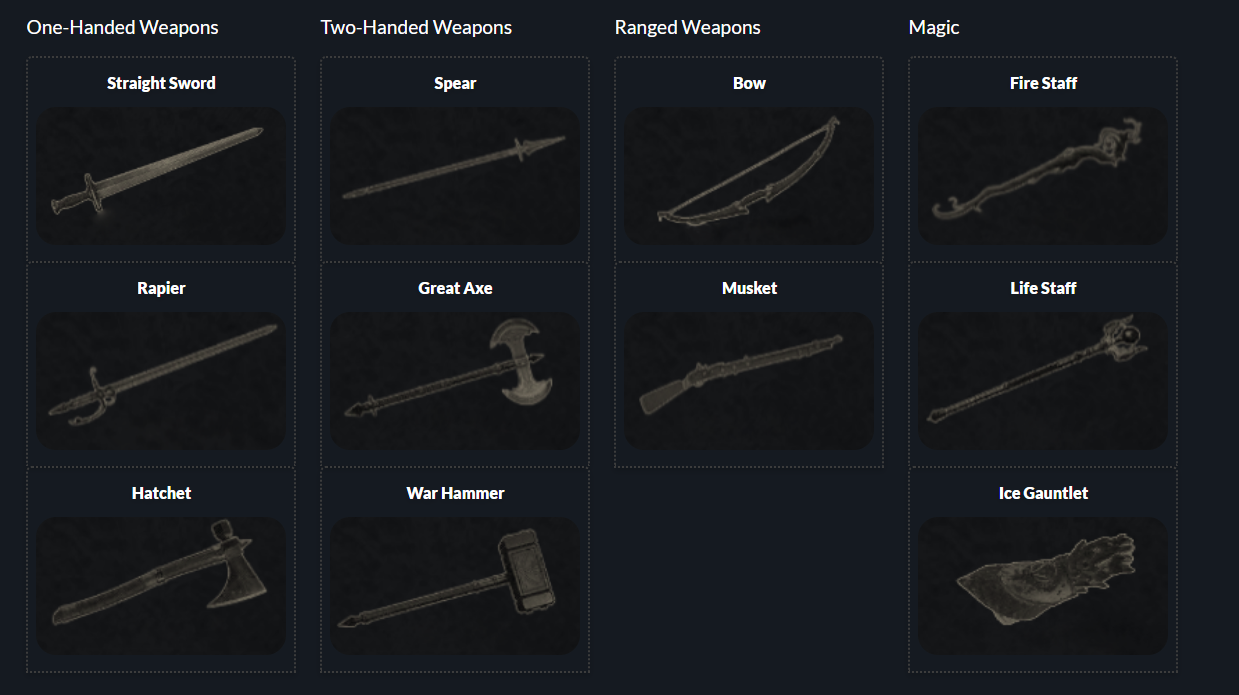 One-Handed Weapons
Two-Handed Weapons
Ranged Weapons
Magic
Straight Sword
Spear
Bow
Fire Staff
Rapier
Great Axe
Musket
Life Staff
Hatchet
War Hammer
Ice Gauntlet